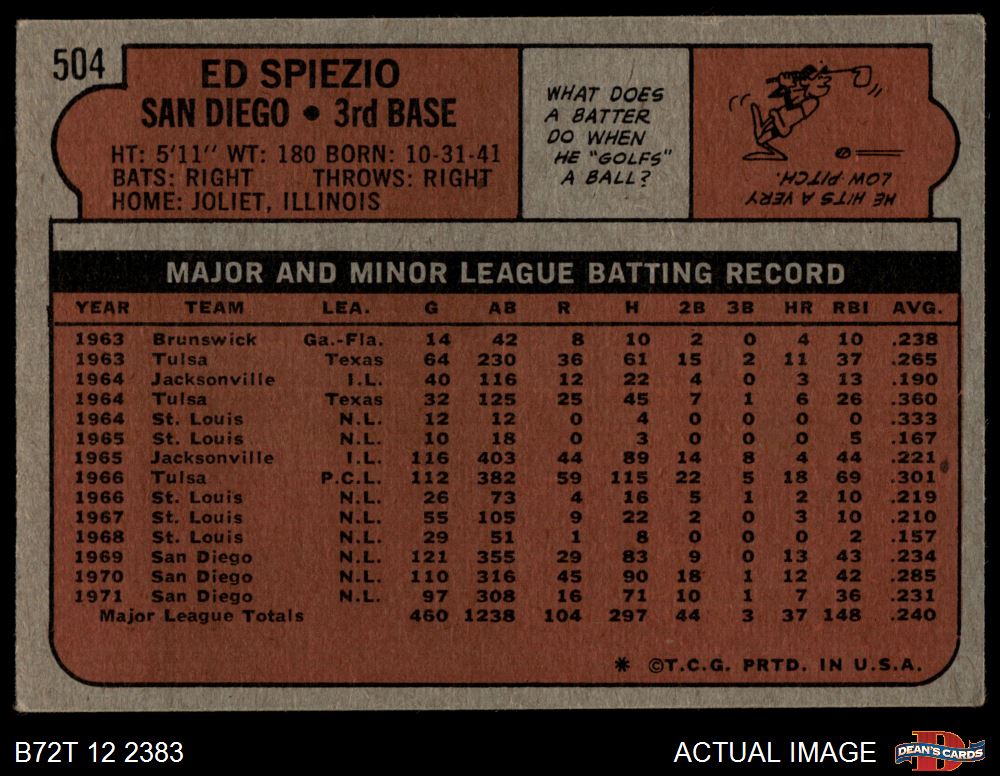 504
ED SPIEZIO
SAN DIEGO • 3rd BASE
HT: 5'11" WT: 180 BORN: 10-31-41
BATS: RIGHT THROWS: RIGHT
HOME: JOLIET, ILLINOIS
WHAT DOES
A BATTER
DO WHEN
HE "GOLFS"
A BALL?
HE HITS A VERY
LOW PITCH.
MAJOR AND MINOR LEAGUE BATTING RECORD
YEAR TEAM LEA. G AB R H 2B 3B HR RBI AVG.
1963 Brunswick Ga.-Fla. 14 42 8 10 2 0 4 10 .238
1963 Tulsa Texas 64 230 36 61 15 2 11 37 .265
1964 Jacksonville I.L. 40 116 12 22 4 0 3 13 .190
1964 Tulsa Texas 32 125 25 45 7 1 6 26 .360
1964 St. Louis N.L. 12 12 0 4 0 0 0 0 .333
1965 St. Louis N.L. 10 18 0 3 0 0 0 5 .167
1965 Jacksonville I.L. 116 403 44 89 14 8 4 44 .221
1966 Tulsa P.C.L. 112 382 59 115 22 5 18 69 .301
1966 St. Louis N.L. 26 73 4 16 5 1 2 10 .219
1967 St. Louis N.L. 55 105 9 22 2 0 3 10 .210
1968 St. Louis N.L. 29 51 1 8 0 0 0 2 .157
1969 San Diego N.L. 121 355 29 83 9 0 13 43 .234
1970 San Diego N.L. 110 316 45 90 18 1 12 42 .285
1971 San Diego N.L. 97 308 16 71 10 1 7 36 .231
Major League Totals 460 1238 104 297 44 3 37 148 .240
* ©T.C.G. PRTD. IN U.S.A.
B72T 12 2383
ACTUAL IMAGE
DEAN'S CARDS